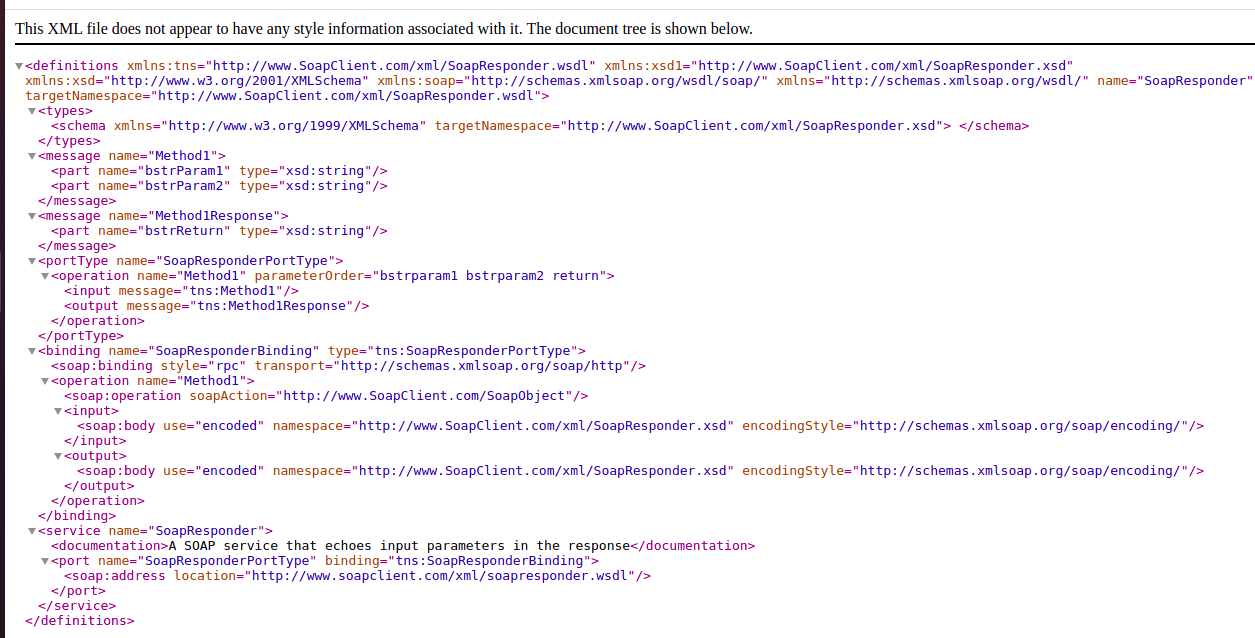 This XML file does not appear to have any style information associated with it. The document tree is shown below.
▼<definitions xmlns:tns="http://www.SoapClient.com/xml/SoapResponder.wsdl" xmlns:xsd1="http://www.SoapClient.com/xml/SoapResponder.xsd"
xmlns:xsd="http://www.w3.org/2001/XMLSchema" xmlns:soap="http://schemas.xmlsoap.org/wsdl/soap/" xmlns="http://schemas.xmlsoap.org/wsdl/" name="SoapResponder"
targetNamespace="http://www.SoapClient.com/xml/SoapResponder.wsdl">
▼<types>
<schema xmlns="http://www.w3.org/1999/XMLSchema" targetNamespace="http://www.SoapClient.com/xml/SoapResponder.xsd"> </schema>
</types>
▼<message name="Method1">
<part name="bstrParam1" type="xsd:string"/>
<part name="bstrParam2" type="xsd:string"/>
</message>
▼<message name="Method1Response">
<part name="bstrReturn" type="xsd:string"/>
</message>
▼<portType name="SoapResponderPortType">
▼<operation name="Method1" parameterOrder="bstrparam1 bstrparam2 return">
<input message="tns:Method1"/>
<output message="tns:Method1Response"/>
</operation>
</portType>
▼<binding name="SoapResponderBinding" type="tns:SoapResponderPortType">
<soap:binding style="rpc" transport="http://schemas.xmlsoap.org/soap/http"/>
▼<operation name="Method1">
<soap:operation soapAction="http://www.SoapClient.com/SoapObject"/>
▼<input>
<soap:body use="encoded" namespace="http://www.SoapClient.com/xml/SoapResponder.xsd" encodingStyle="http://schemas.xmlsoap.org/soap/encoding/"/>
</input>
▼<output>
<soap:body use="encoded" namespace="http://www.SoapClient.com/xml/SoapResponder.xsd" encodingStyle="http://schemas.xmlsoap.org/soap/encoding/"/>
</output>
</operation>
</binding>
▼<service name="SoapResponder">
<documentation>A SOAP service that echoes input parameters in the response</documentation>
▼<port name="SoapResponderPortType" binding="tns:SoapResponderBinding">
<soap:address location="http://www.soapclient.com/xml/soapresponder.wsdl"/>
</port>
</service>
</definitions>